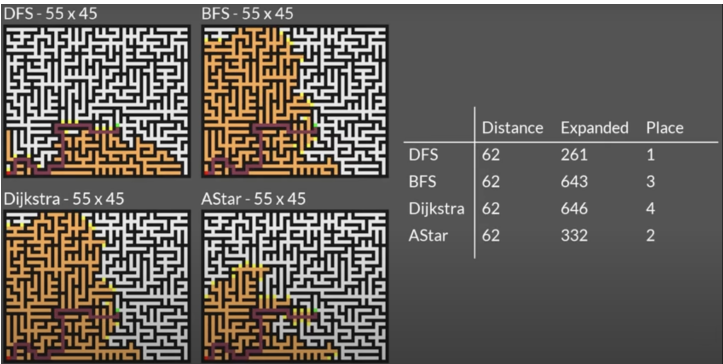 DFS - 55 x 45
BFS - 55 x 45
Dijkstra - 55 x 45
AStar - 55 x 45
Distance Expanded Place
DFS 62 261 1
BFS 62 643 3
Dijkstra 62 646 4
AStar 62 332 2